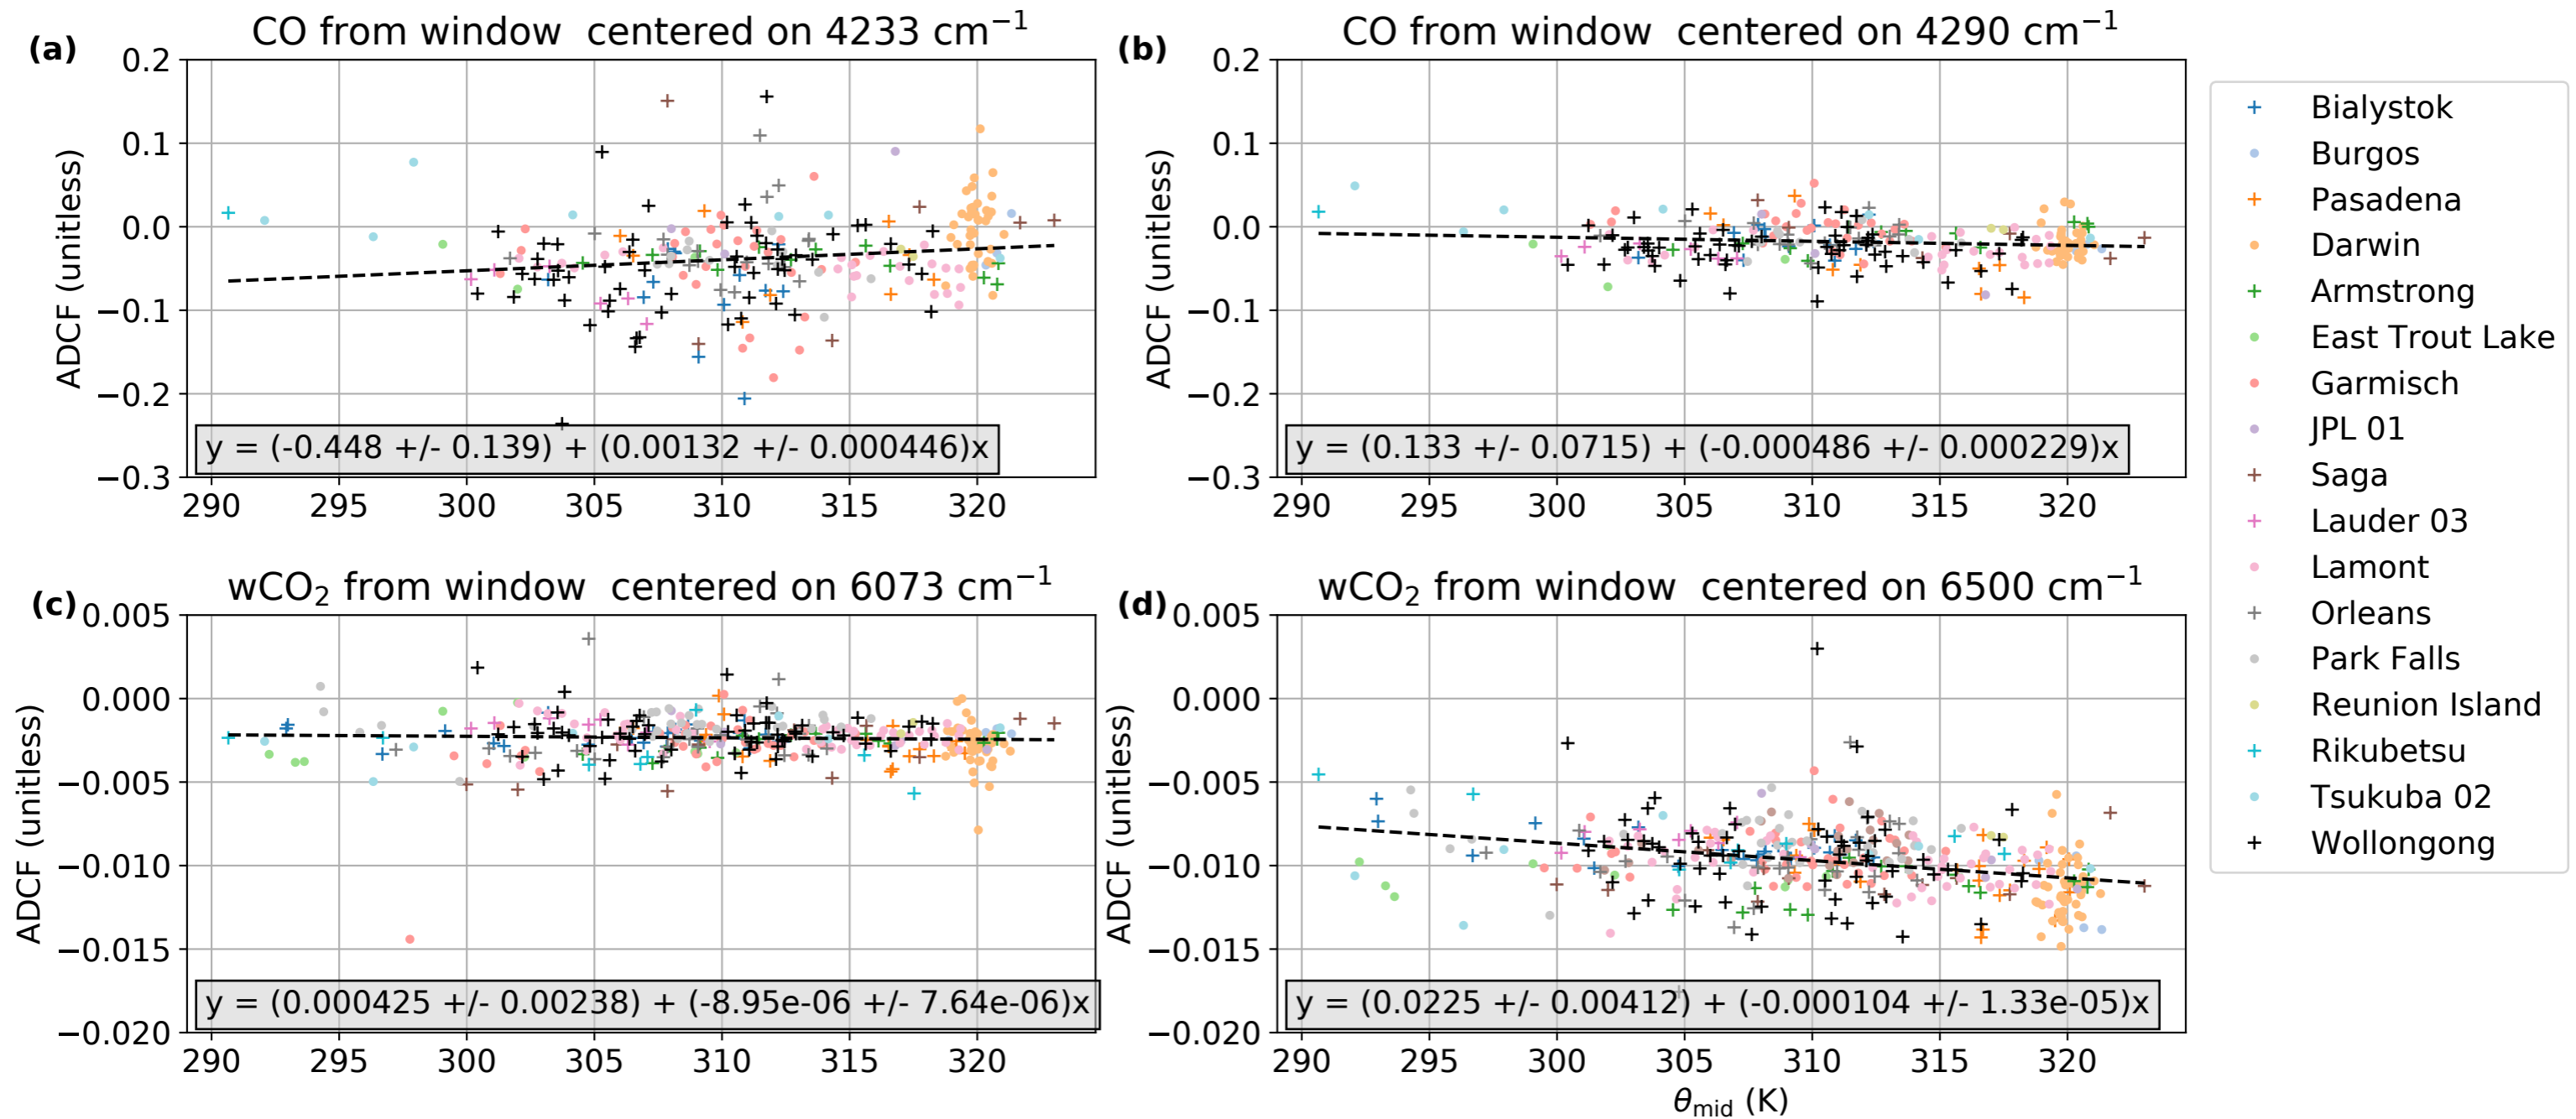 (a) CO from window  centered on 4233 cm⁻¹
0.2
0.1
0.0
−0.1
−0.2
−0.3
ADCF (unitless)
y = (-0.448 +/- 0.139) + (0.00132 +/- 0.000446)x
290 295 300 305 310 315 320
(b) CO from window  centered on 4290 cm⁻¹
0.2
0.1
0.0
−0.1
−0.2
−0.3
ADCF (unitless)
y = (0.133 +/- 0.0715) + (-0.000486 +/- 0.000229)x
290 295 300 305 310 315 320
(c) wCO₂ from window  centered on 6073 cm⁻¹
0.005
0.000
−0.005
−0.010
−0.015
−0.020
ADCF (unitless)
y = (0.000425 +/- 0.00238) + (-8.95e-06 +/- 7.64e-06)x
290 295 300 305 310 315 320
(d) wCO₂ from window  centered on 6500 cm⁻¹
0.005
0.000
−0.005
−0.010
−0.015
−0.020
ADCF (unitless)
y = (0.0225 +/- 0.00412) + (-0.000104 +/- 1.33e-05)x
290 295 300 305 310 315 320
θmid (K)
Bialystok
Burgos
Pasadena
Darwin
Armstrong
East Trout Lake
Garmisch
JPL 01
Saga
Lauder 03
Lamont
Orleans
Park Falls
Reunion Island
Rikubetsu
Tsukuba 02
Wollongong